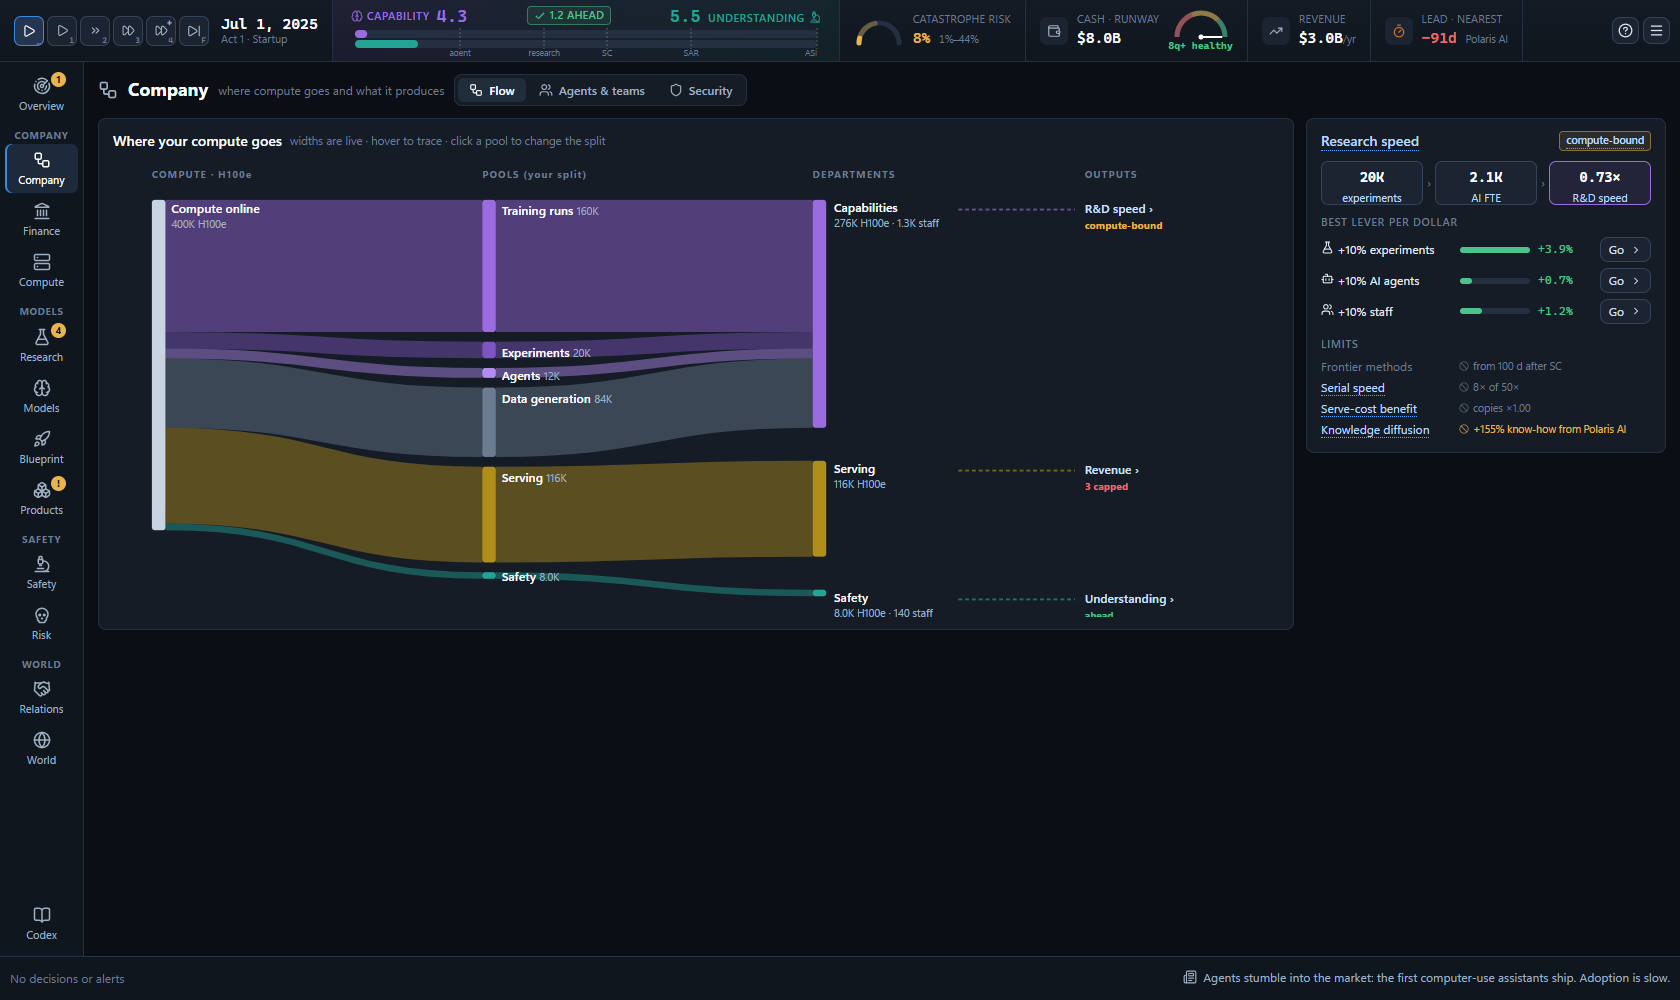 Jul 1, 2025
Act 1 · Startup
1
2
3
4
F
CAPABILITY 4.3
1.2 AHEAD
5.5 UNDERSTANDING
agent
research
SC
SAR
ASI
CATASTROPHE RISK
8% 1%–44%
CASH · RUNWAY
$8.0B
8q+ healthy
REVENUE
$3.0B/yr
LEAD · NEAREST
−91d Polaris AI
1
Overview
COMPANY
Company
Finance
Compute
MODELS
4
Research
Models
Blueprint
!
Products
SAFETY
Safety
Risk
WORLD
Relations
World
Codex
Company where compute goes and what it produces
Flow
Agents & teams
Security
Where your compute goes widths are live · hover to trace · click a pool to change the split
COMPUTE · H100e
POOLS (your split)
DEPARTMENTS
OUTPUTS
Compute online
400K H100e
Training runs 160K
Experiments 20K
Agents 12K
Data generation 84K
Serving 116K
Safety 8.0K
Capabilities
276K H100e · 1.3K staff
Serving
116K H100e
Safety
8.0K H100e · 140 staff
R&D speed ›
compute-bound
Revenue ›
3 capped
Understanding ›
ahead
Research speed
compute-bound
20K
experiments
›
2.1K
AI FTE
›
0.73×
R&D speed
BEST LEVER PER DOLLAR
+10% experiments +3.9% Go
+10% AI agents +0.7% Go
+10% staff +1.2% Go
LIMITS
Frontier methods from 100 d after SC
Serial speed 8× of 50×
Serve-cost benefit copies ×1.00
Knowledge diffusion +155% know-how from Polaris AI
No decisions or alerts
Agents stumble into the market: the first computer-use assistants ship. Adoption is slow.